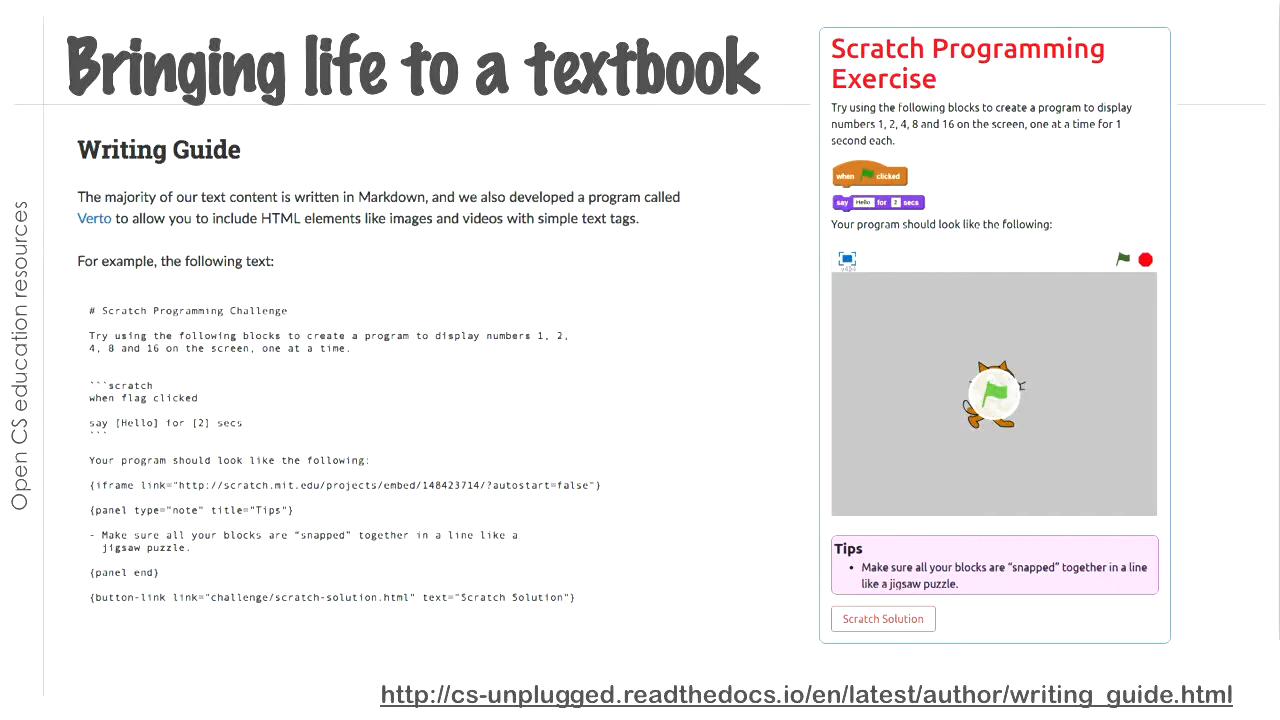 Bringing life to a textbook
Open CS education resources
Writing Guide
The majority of our text content is written in Markdown, and we also developed a program called
Verto to allow you to include HTML elements like images and videos with simple text tags.
For example, the following text:
# Scratch Programming Challenge
Try using the following blocks to create a program to display numbers 1, 2,
4, 8 and 16 on the screen, one at a time.
```scratch
when flag clicked
say [Hello] for [2] secs
```
Your program should look like the following:
{iframe link="http://scratch.mit.edu/projects/embed/148423714/?autostart=false"}
{panel type="note" title="Tips"}
- Make sure all your blocks are “snapped” together in a line like a
jigsaw puzzle.
{panel end}
{button-link link="challenge/scratch-solution.html" text="Scratch Solution"}
Scratch Programming
Exercise
Try using the following blocks to create a program to display
numbers 1, 2, 4, 8 and 16 on the screen, one at a time for 1
second each.
when clicked
say Hello for 2 secs
Your program should look like the following:
Tips
• Make sure all your blocks are “snapped” together in a line
like a jigsaw puzzle.
Scratch Solution
http://cs-unplugged.readthedocs.io/en/latest/author/writing_guide.html